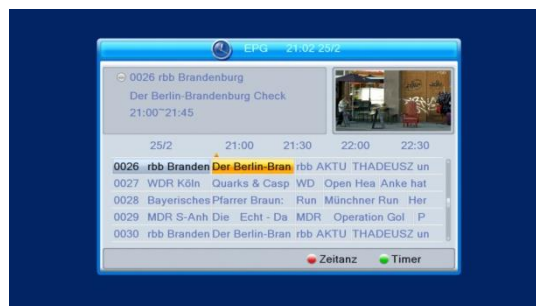 EPG 21:02 25/2
0026 rbb Brandenburg
Der Berlin-Brandenburg Check
21:00~21:45
25/2 21:00 21:30 22:00 22:30
0026 rbb Branden Der Berlin-Bran rbb AKTU THADEUSZ un
0027 WDR Köln Quarks & Casp WD Open Hea Anke hat
0028 Bayerisches Pfarrer Braun: Run Münchner Run Her
0029 MDR S-Anh Die Echt - Da MDR Operation Gol P
0030 rbb Branden Der Berlin-Bran rbb AKTU THADEUSZ un
Zeitanz Timer